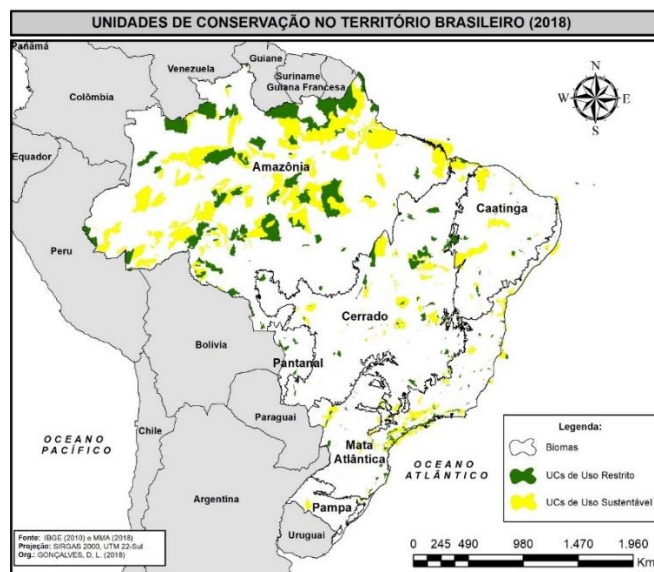 UNIDADES DE CONSERVAÇÃO NO TERRITÓRIO BRASILEIRO (2018)
Panamá
Venezuela
Guiane
Suriname
Guiana Francesa
Colômbia
Equador
Peru
Bolívia
Chile
Paraguai
Argentina
Uruguai
Amazônia
Caatinga
Cerrado
Pantanal
Mata
Atlântica
Pampa
OCEANO
PACÍFICO
OCEANO
ATLÂNTICO
N
W
E
S
Legenda:
Biomas
UCs de Uso Restrito
UCs de Uso Sustentável
0 245 490 980 1.470 1.960
Km
Fonte: IBGE (2010) e MMA (2018)
Projeção: SIRGAS 2000, UTM 22-Sul
Org.: GONÇALVES, D. L. (2018)